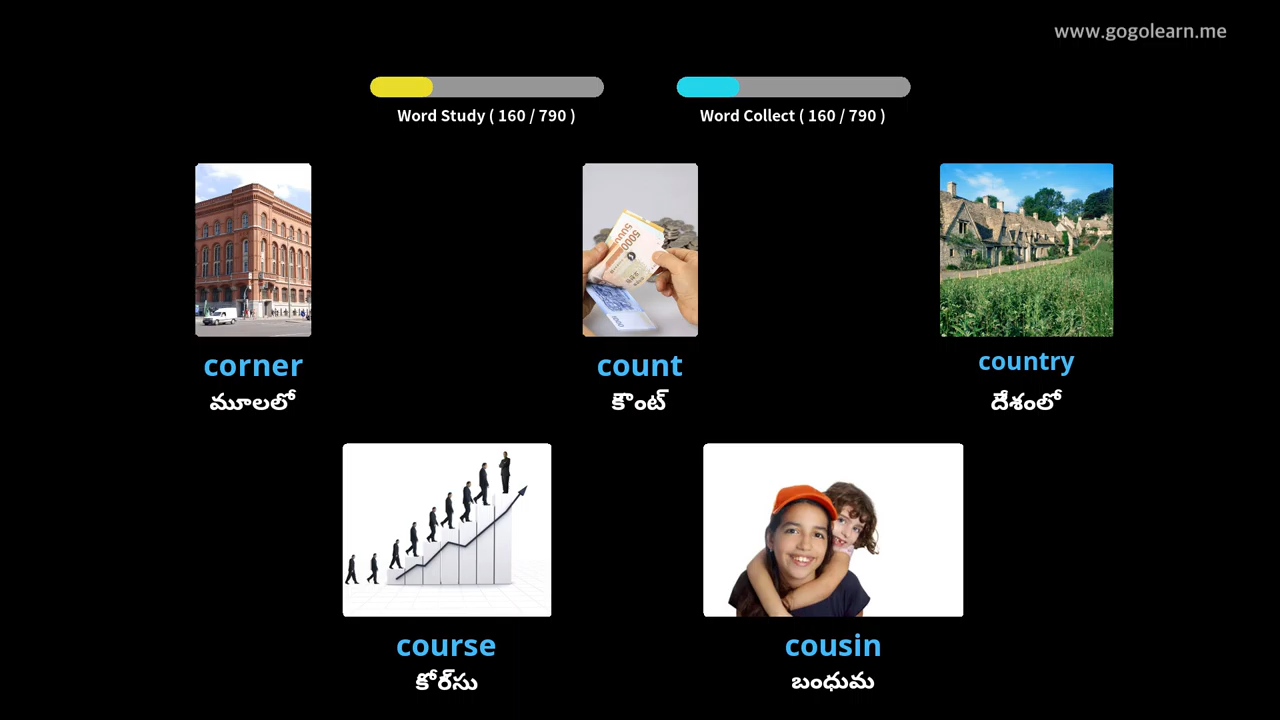 www.gogolearn.me
Word Study ( 160 / 790 )
Word Collect ( 160 / 790 )
corner
మూలలో
count
కౌంట్
country
దేశంలో
course
కోర్సు
cousin
బంధుమ